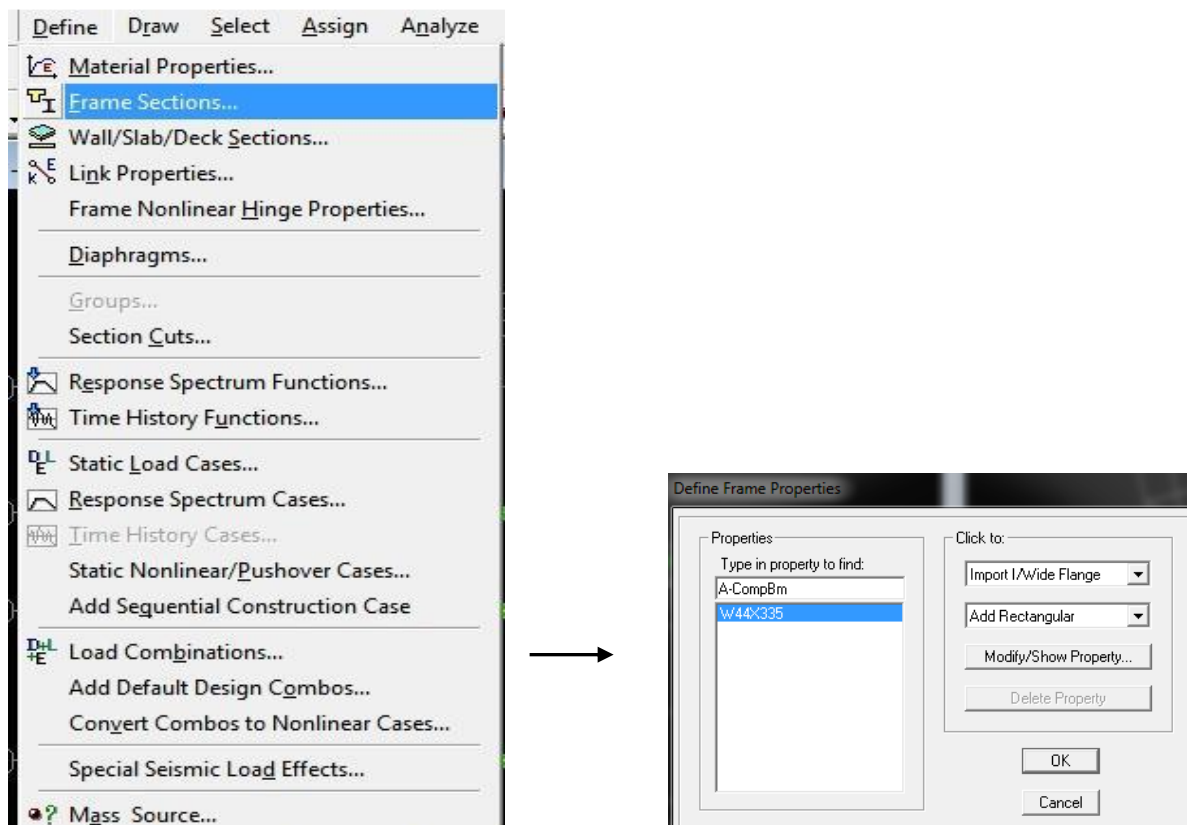 Define Draw Select Assign Analyze
Material Properties...
Frame Sections...
Wall/Slab/Deck Sections...
Link Properties...
Frame Nonlinear Hinge Properties...
Diaphragms...
Groups...
Section Cuts...
Response Spectrum Functions...
Time History Functions...
Static Load Cases...
Response Spectrum Cases...
Time History Cases...
Static Nonlinear/Pushover Cases...
Add Sequential Construction Case
Load Combinations...
Add Default Design Combos...
Convert Combos to Nonlinear Cases...
Special Seismic Load Effects...
Mass Source...
Define Frame Properties
Properties
Type in property to find:
A-CompBm
W44X335
Click to:
Import I/Wide Flange
Add Rectangular
Modify/Show Property...
Delete Property
OK
Cancel